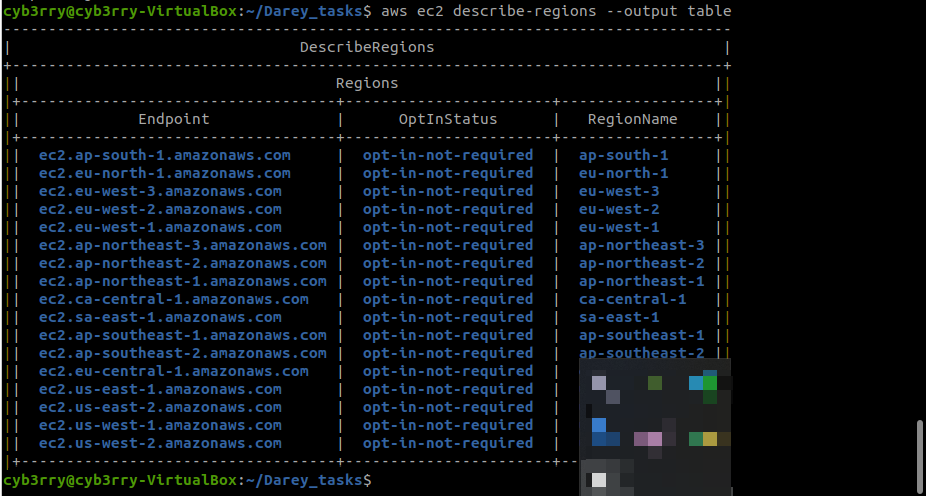 cyb3rry@cyb3rry-VirtualBox:~/Darey_tasks$ aws ec2 describe-regions --output table
DescribeRegions
Regions
Endpoint | OptInStatus | RegionName
ec2.ap-south-1.amazonaws.com | opt-in-not-required | ap-south-1
ec2.eu-north-1.amazonaws.com | opt-in-not-required | eu-north-1
ec2.eu-west-3.amazonaws.com | opt-in-not-required | eu-west-3
ec2.eu-west-2.amazonaws.com | opt-in-not-required | eu-west-2
ec2.eu-west-1.amazonaws.com | opt-in-not-required | eu-west-1
ec2.ap-northeast-3.amazonaws.com | opt-in-not-required | ap-northeast-3
ec2.ap-northeast-2.amazonaws.com | opt-in-not-required | ap-northeast-2
ec2.ap-northeast-1.amazonaws.com | opt-in-not-required | ap-northeast-1
ec2.ca-central-1.amazonaws.com | opt-in-not-required | ca-central-1
ec2.sa-east-1.amazonaws.com | opt-in-not-required | sa-east-1
ec2.ap-southeast-1.amazonaws.com | opt-in-not-required | ap-southeast-1
ec2.ap-southeast-2.amazonaws.com | opt-in-not-required | ap-southeast-2
ec2.eu-central-1.amazonaws.com | opt-in-not-required |
ec2.us-east-1.amazonaws.com | opt-in-not-required |
ec2.us-east-2.amazonaws.com | opt-in-not-required |
ec2.us-west-1.amazonaws.com | opt-in-not-required |
ec2.us-west-2.amazonaws.com | opt-in-not-required |
cyb3rry@cyb3rry-VirtualBox:~/Darey_tasks$